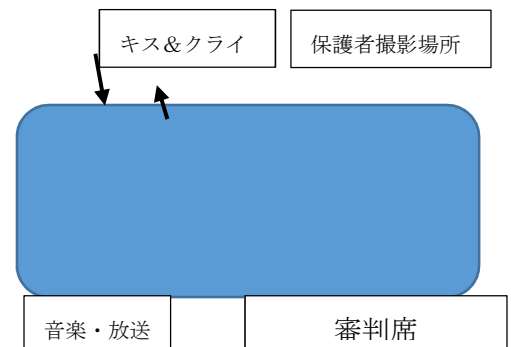 キス＆クライ
保護者撮影場所
音楽・放送
審判席